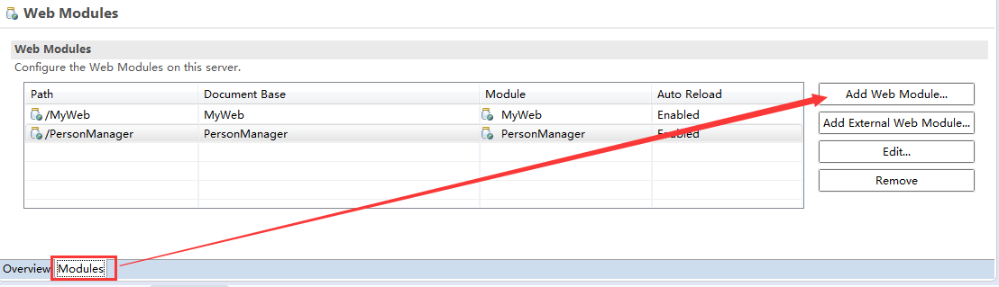 Web Modules
Web Modules
Configure the Web Modules on this server.
Path Document Base Module Auto Reload
/MyWeb MyWeb MyWeb Enabled
/PersonManager PersonManager PersonManager Enabled
Add Web Module...
Add External Web Module...
Edit...
Remove
Overview Modules